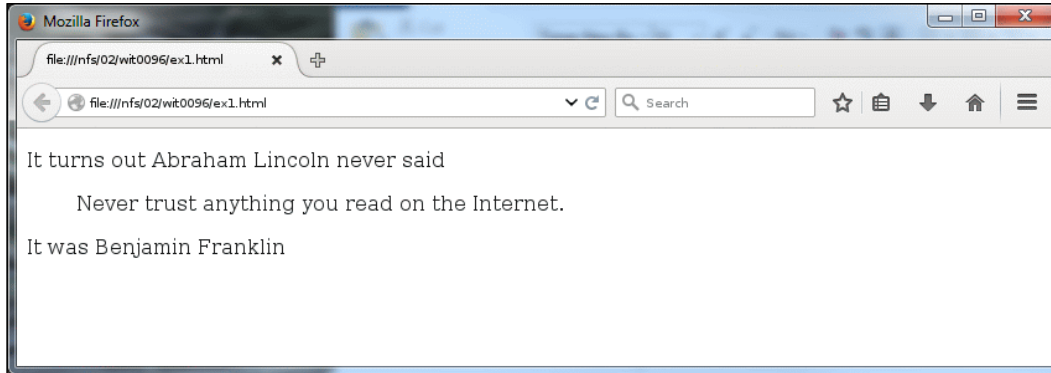 Mozilla Firefox
file:///nfs/02/wit0096/ex1.html
file:///nfs/02/wit0096/ex1.html
Search
It turns out Abraham Lincoln never said
Never trust anything you read on the Internet.
It was Benjamin Franklin